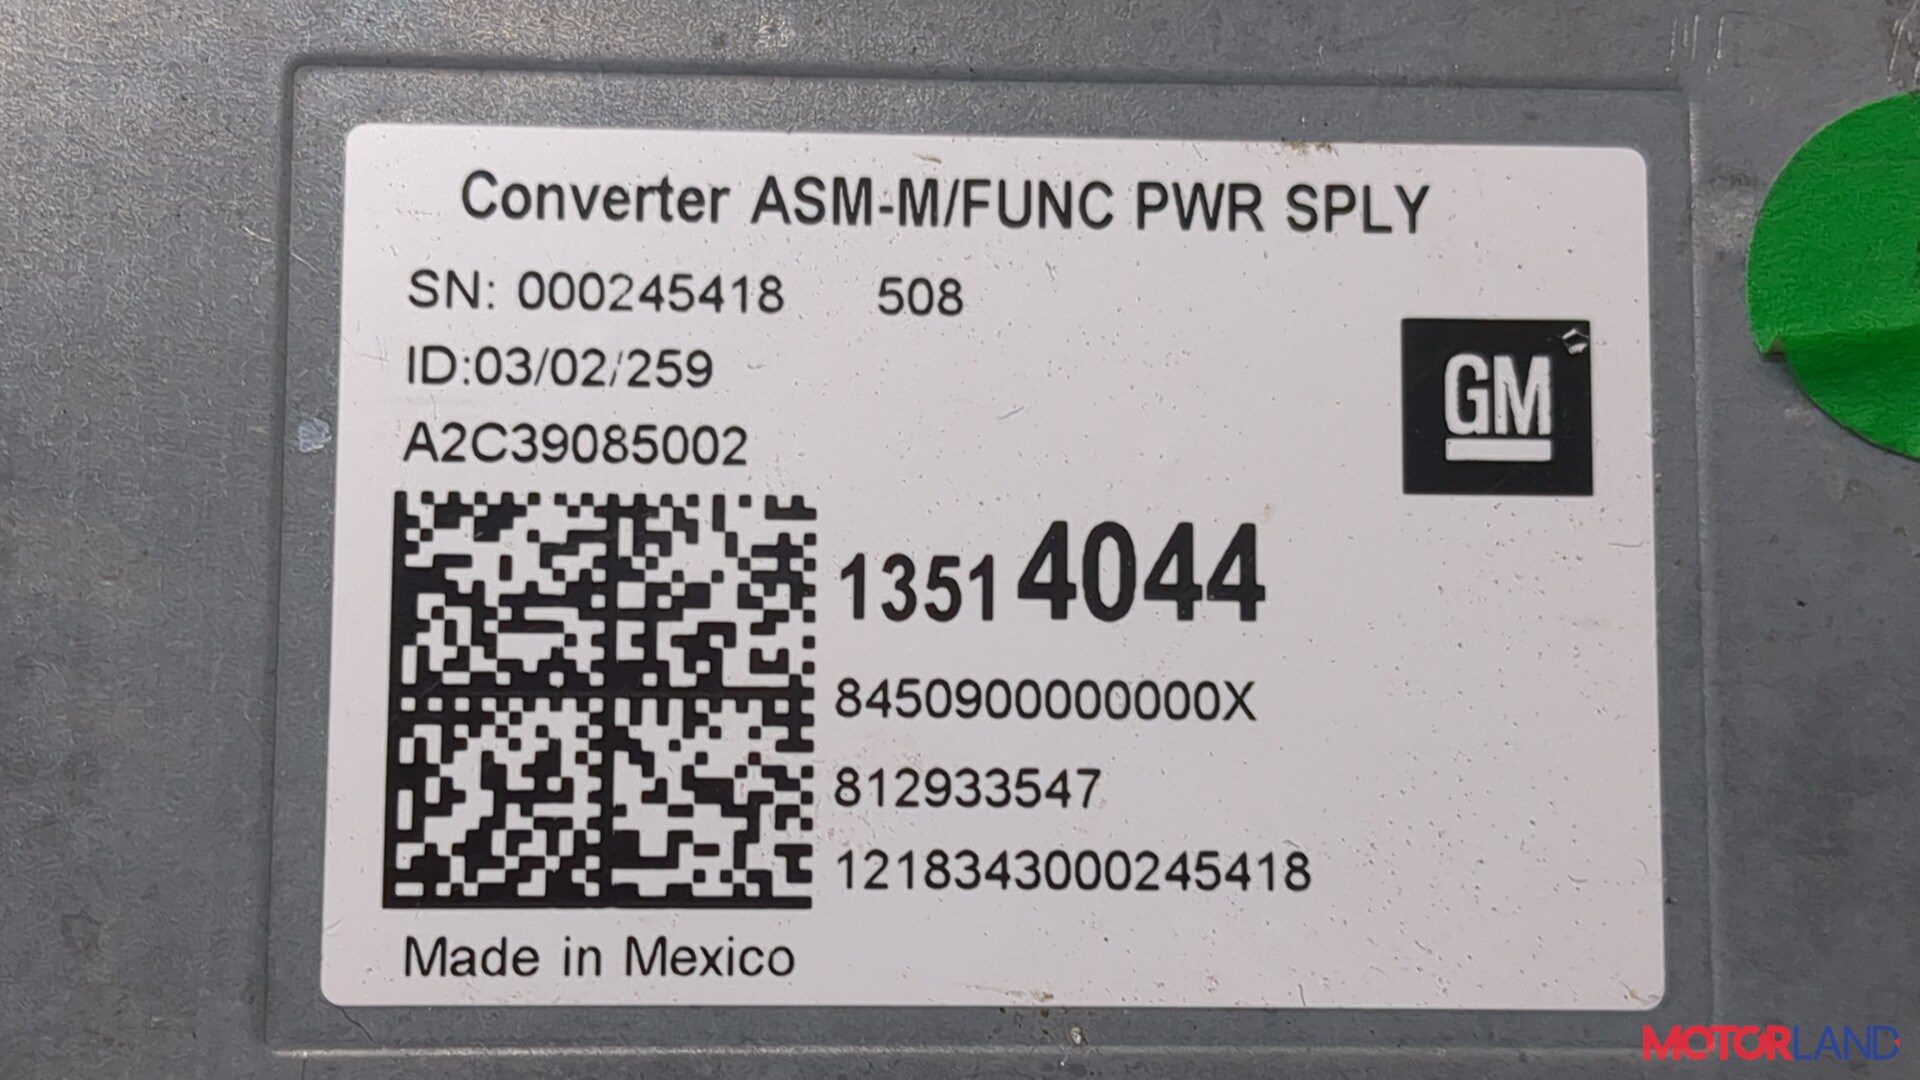 Converter ASM-M/FUNC PWR SPLY
SN: 000245418 508
ID:03/02/259
A2C39085002
GM
13514044
8450900000000X
812933547
1218343000245418
Made in Mexico
MOTORLAND